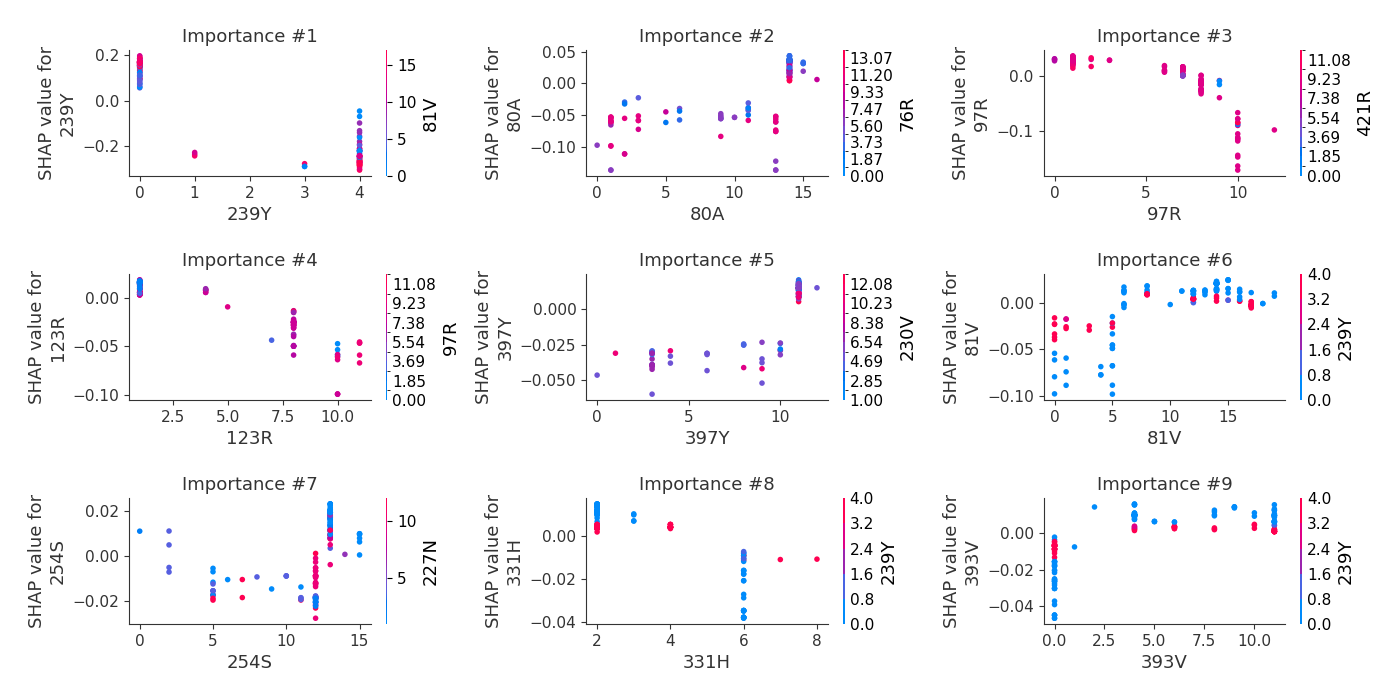 Importance #1
SHAP value for
239Y
0.2
0.0
−0.2
0 1 2 3 4
239Y
15
10
5
0
81V
Importance #2
SHAP value for
80A
0.05
0.00
−0.05
−0.10
0 5 10 15
80A
13.07
11.20
9.33
7.47
5.60
3.73
1.87
0.00
76R
Importance #3
SHAP value for
97R
0.0
−0.1
0 5 10
97R
11.08
9.23
7.38
5.54
3.69
1.85
0.00
421R
Importance #4
SHAP value for
123R
0.00
−0.05
−0.10
2.5 5.0 7.5 10.0
123R
11.08
9.23
7.38
5.54
3.69
1.85
0.00
97R
Importance #5
SHAP value for
397Y
0.000
−0.025
−0.050
0 5 10
397Y
12.08
10.23
8.38
6.54
4.69
2.85
1.00
230V
Importance #6
SHAP value for
81V
0.00
−0.05
−0.10
0 5 10 15
81V
4.0
3.2
2.4
1.6
0.8
0.0
239Y
Importance #7
SHAP value for
254S
0.02
0.00
−0.02
0 5 10 15
254S
10
5
227N
Importance #8
SHAP value for
331H
0.00
−0.02
−0.04
2 4 6 8
331H
4.0
3.2
2.4
1.6
0.8
0.0
239Y
Importance #9
SHAP value for
393V
0.00
−0.02
−0.04
0.0 2.5 5.0 7.5 10.0
393V
4.0
3.2
2.4
1.6
0.8
0.0
239Y